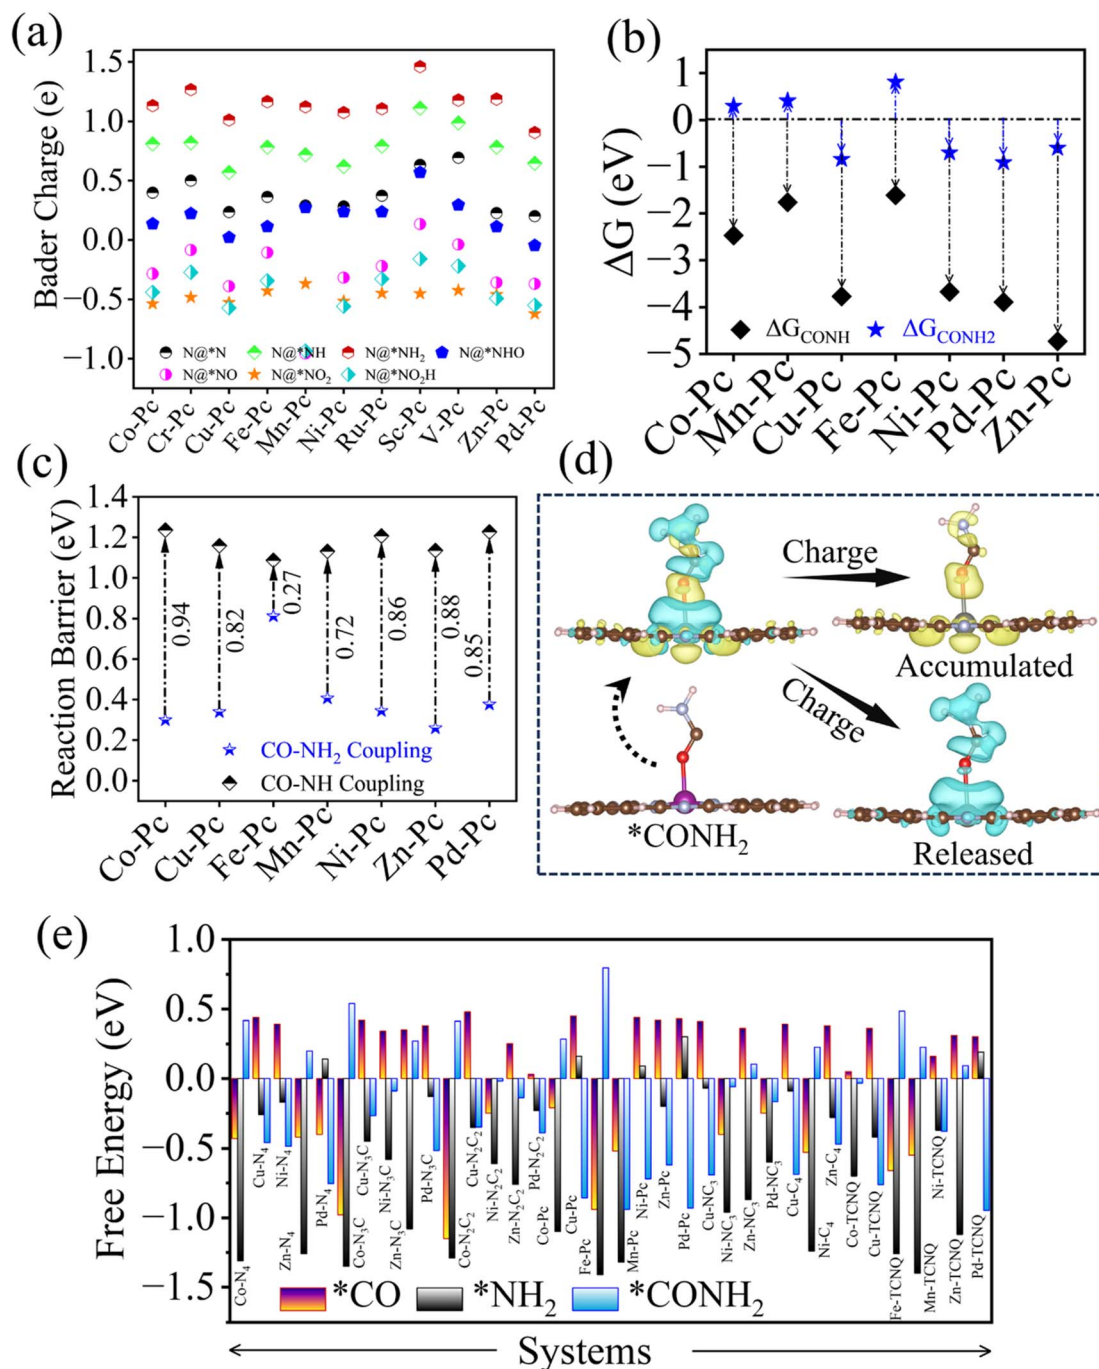 (a)
Bader Charge (e)
1.5
1.0
0.5
0.0
−0.5
−1.0
N@*N
N@*NH
N@*NH2
N@*NHO
N@*NO
N@*NO2
N@*NO2H
Co-Pc
Cr-Pc
Cu-Pc
Fe-Pc
Mn-Pc
Ni-Pc
Ru-Pc
Sc-Pc
V-Pc
Zn-Pc
Pd-Pc
(b)
ΔG (eV)
1
0
−1
−2
−3
−4
−5
ΔGCONH
ΔGCONH2
Co-Pc
Mn-Pc
Cu-Pc
Fe-Pc
Ni-Pc
Pd-Pc
Zn-Pc
(c)
Reaction Barrier (eV)
1.4
1.2
1.0
0.8
0.6
0.4
0.2
0.0
0.94
0.82
0.27
0.72
0.86
0.88
0.85
CO-NH2 Coupling
CO-NH Coupling
Co-Pc
Cu-Pc
Fe-Pc
Mn-Pc
Ni-Pc
Zn-Pc
Pd-Pc
(d)
Charge
Accumulated
Charge
*CONH2
Released
(e)
Free Energy (eV)
1.0
0.5
0.0
−0.5
−1.0
−1.5
Co-N4
Cu-N4
Ni-N4
Zn-N4
Pd-N4
Co-N3C
Cu-N3C
Ni-N3C
Zn-N3C
Pd-N3C
Co-N2C2
Cu-N2C2
Ni-N2C2
Zn-N2C2
Pd-N2C2
Co-Pc
Cu-Pc
Fe-Pc
Mn-Pc
Ni-Pc
Zn-Pc
Pd-Pc
Cu-NC3
Ni-NC3
Zn-NC3
Pd-NC3
Cu-C4
Ni-C4
Zn-C4
Co-TCNQ
Cu-TCNQ
Fe-TCNQ
Mn-TCNQ
Ni-TCNQ
Zn-TCNQ
Pd-TCNQ
*CO
*NH2
*CONH2
Systems